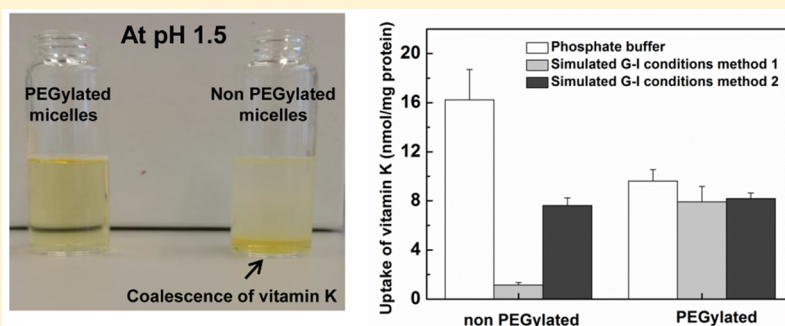 At pH 1.5
PEGylated
micelles
Non PEGylated
micelles
Coalescence of vitamin K
Uptake of vitamin K (nmol/mg protein)
20
16
12
8
4
0
Phosphate buffer
Simulated G-I conditions method 1
Simulated G-I conditions method 2
non PEGylated
PEGylated